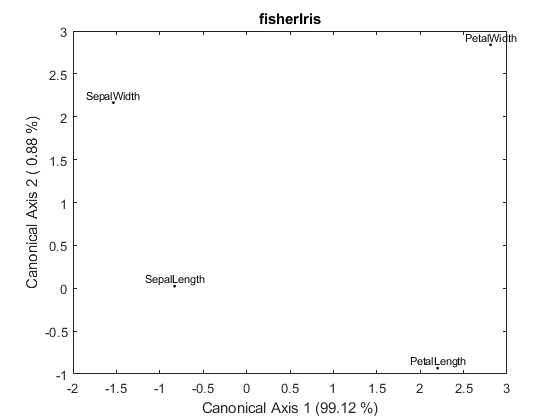 fisherIris
3
PetalWidth
2.5
SepalWidth
2
1.5
1
0.5
SepalLength
0
-0.5
PetalLength
-1
-2 -1.5 -1 -0.5 0 0.5 1 1.5 2 2.5 3
Canonical Axis 1 (99.12 %)
Canonical Axis 2 ( 0.88 %)